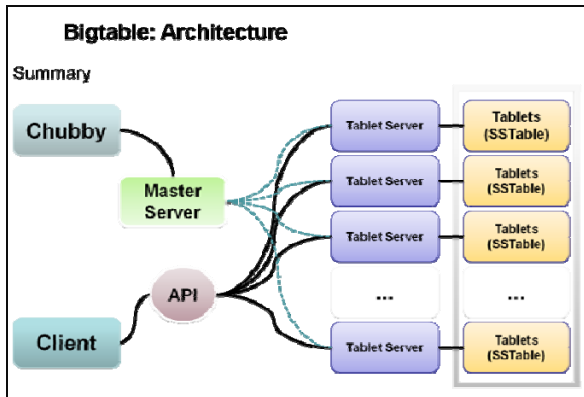 Bigtable: Architecture
Summary
Chubby
Master
Server
API
Client
Tablet Server
Tablets
(SSTable)
Tablet Server
Tablets
(SSTable)
Tablet Server
Tablets
(SSTable)
...
...
Tablet Server
Tablets
(SSTable)